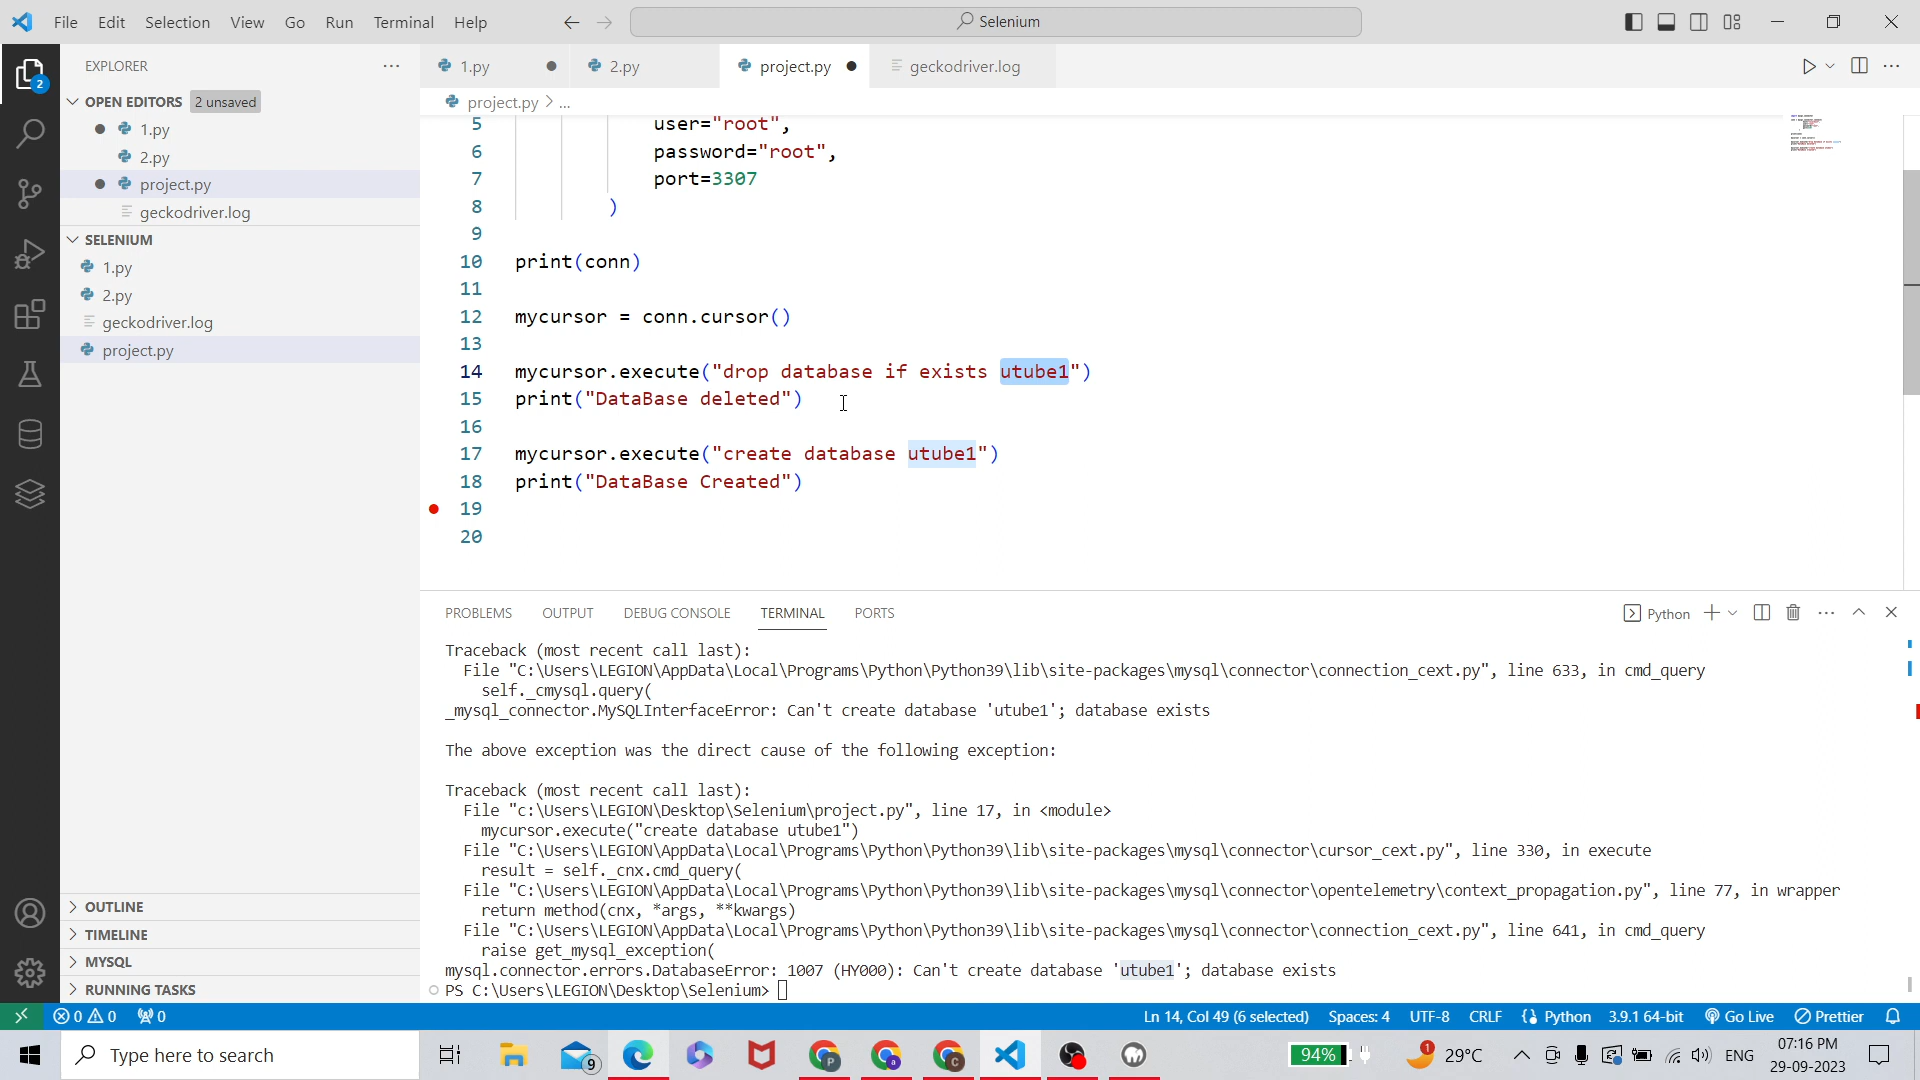 File Edit Selection View Go Run Terminal Help Selenium
EXPLORER
1.py 2.py project.py geckodriver.log
OPEN EDITORS 2 unsaved
project.py > ...
1.py
2.py
project.py
geckodriver.log
SELENIUM
1.py
2.py
geckodriver.log
project.py
5 user="root",
6 password="root",
7 port=3307
8 )
9
10 print(conn)
11
12 mycursor = conn.cursor()
13
14 mycursor.execute("drop database if exists utube1")
15 print("DataBase deleted")
16
17 mycursor.execute("create database utube1")
18 print("DataBase Created")
19
20
PROBLEMS OUTPUT DEBUG CONSOLE TERMINAL PORTS Python
Traceback (most recent call last):
File "C:\Users\LEGION\AppData\Local\Programs\Python\Python39\lib\site-packages\mysql\connector\connection_cext.py", line 633, in cmd_query
self._cmysql.query(
_mysql_connector.MySQLInterfaceError: Can't create database 'utube1'; database exists
The above exception was the direct cause of the following exception:
Traceback (most recent call last):
File "c:\Users\LEGION\Desktop\Selenium\project.py", line 17, in <module>
mycursor.execute("create database utube1")
File "C:\Users\LEGION\AppData\Local\Programs\Python\Python39\lib\site-packages\mysql\connector\cursor_cext.py", line 330, in execute
result = self._cnx.cmd_query(
File "C:\Users\LEGION\AppData\Local\Programs\Python\Python39\lib\site-packages\mysql\connector\opentelemetry\context_propagation.py", line 77, in wrapper
return method(cnx, *args, **kwargs)
File "C:\Users\LEGION\AppData\Local\Programs\Python\Python39\lib\site-packages\mysql\connector\connection_cext.py", line 641, in cmd_query
raise get_mysql_exception(
mysql.connector.errors.DatabaseError: 1007 (HY000): Can't create database 'utube1'; database exists
PS C:\Users\LEGION\Desktop\Selenium>
OUTLINE
TIMELINE
MYSQL
RUNNING TASKS
0 0 0 Ln 14, Col 49 (6 selected) Spaces: 4 UTF-8 CRLF Python 3.9.1 64-bit Go Live Prettier
Type here to search 9 94% 1 29°C ENG 07:16 PM
29-09-2023